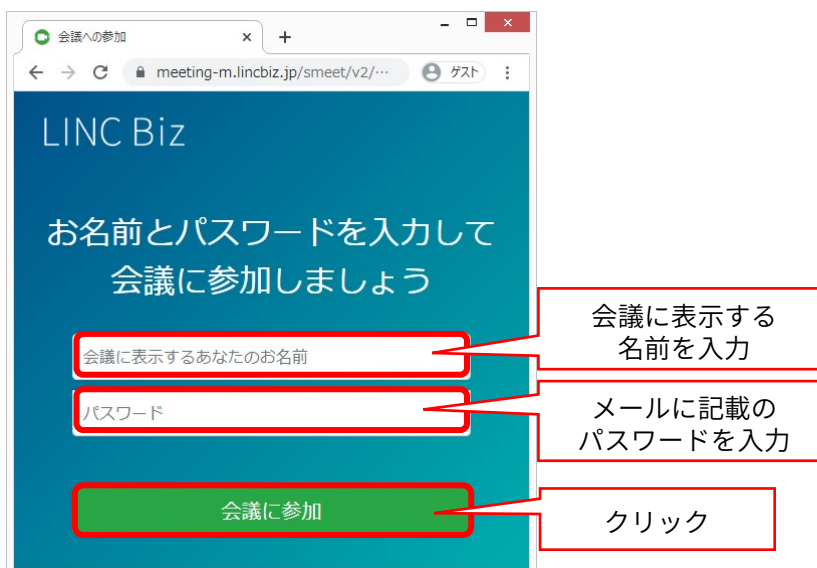 会議への参加
meeting-m.lincbiz.jp/smeet/v2/…
ゲスト
LINC Biz
お名前とパスワードを入力して
会議に参加しましょう
会議に表示するあなたのお名前
会議に表示する
名前を入力
パスワード
メールに記載の
パスワードを入力
会議に参加
クリック